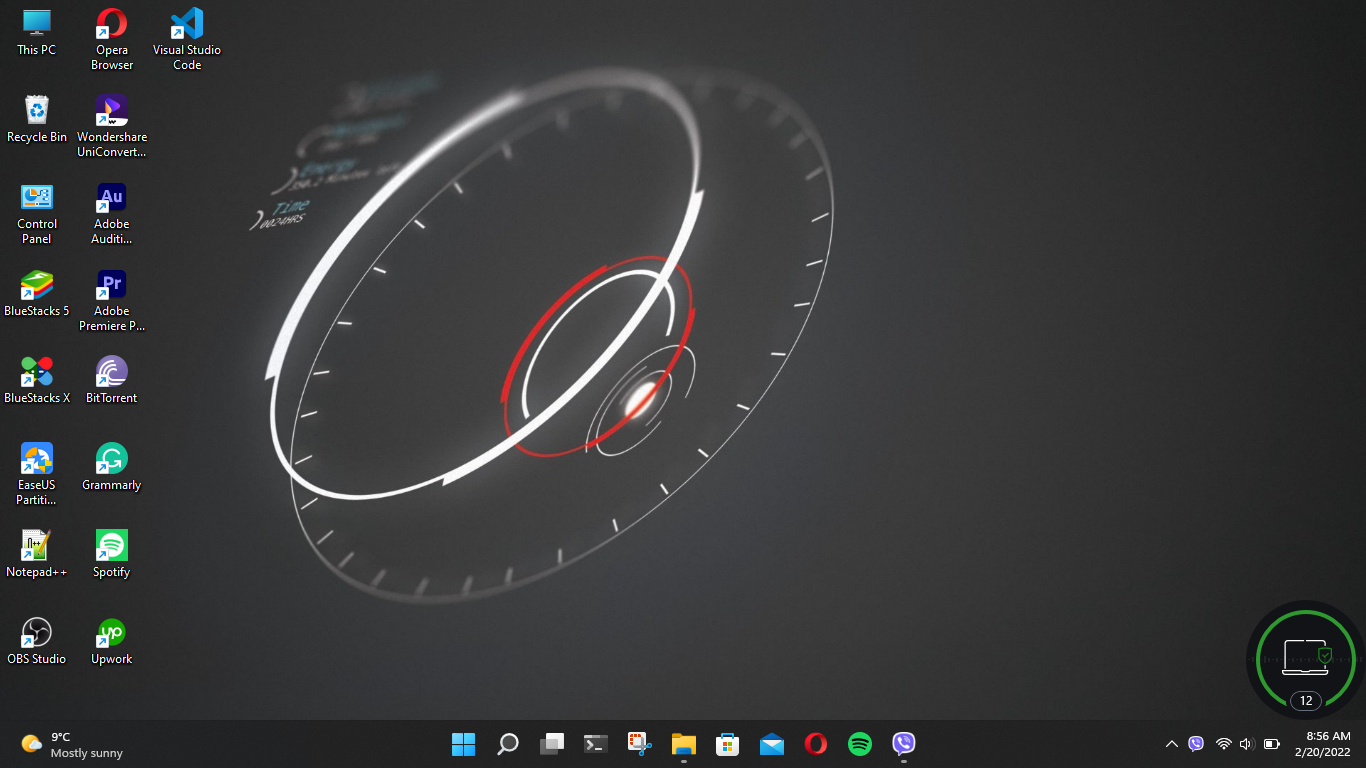 This PC
Opera
Browser
Visual Studio
Code
Recycle Bin
Wondershare
UniConvert...
Control
Panel
Au
Adobe
Auditi...
BlueStacks 5
Pr
Adobe
Premiere P...
BlueStacks X
BitTorrent
EaseUS
Partiti...
Grammarly
Notepad++
Spotify
OBS Studio
up
Upwork
Energy
Time
0024HRS
12
9°C
Mostly sunny
8:56 AM
2/20/2022